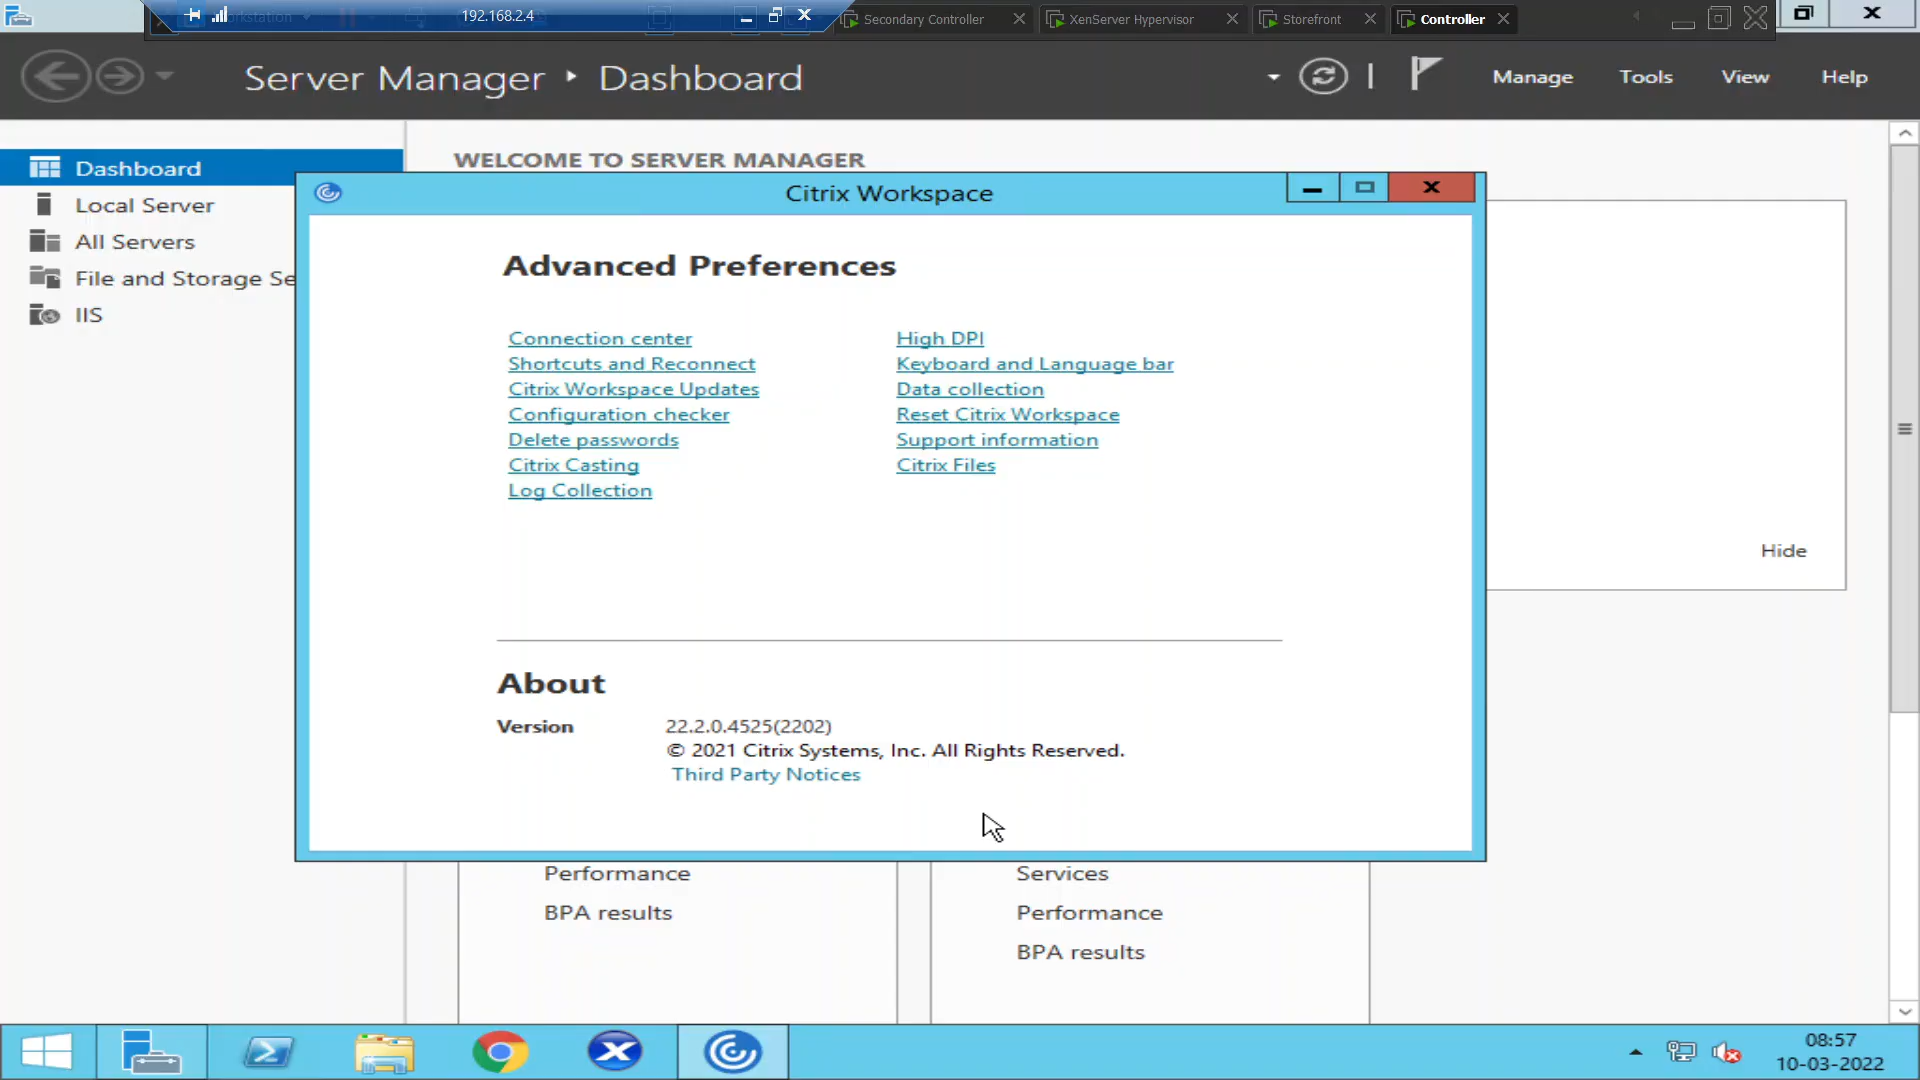 192.168.2.4
Secondary Controller
XenServer Hypervisor
Storefront
Controller
Server Manager
Dashboard
Manage
Tools
View
Help
Dashboard
Local Server
All Servers
File and Storage Se
IIS
WELCOME TO SERVER MANAGER
Citrix Workspace
Advanced Preferences
Connection center
Shortcuts and Reconnect
Citrix Workspace Updates
Configuration checker
Delete passwords
Citrix Casting
Log Collection
High DPI
Keyboard and Language bar
Data collection
Reset Citrix Workspace
Support information
Citrix Files
Hide
About
Version 22.2.0.4525(2202)
© 2021 Citrix Systems, Inc. All Rights Reserved.
Third Party Notices
Performance
BPA results
Services
Performance
BPA results
08:57
10-03-2022